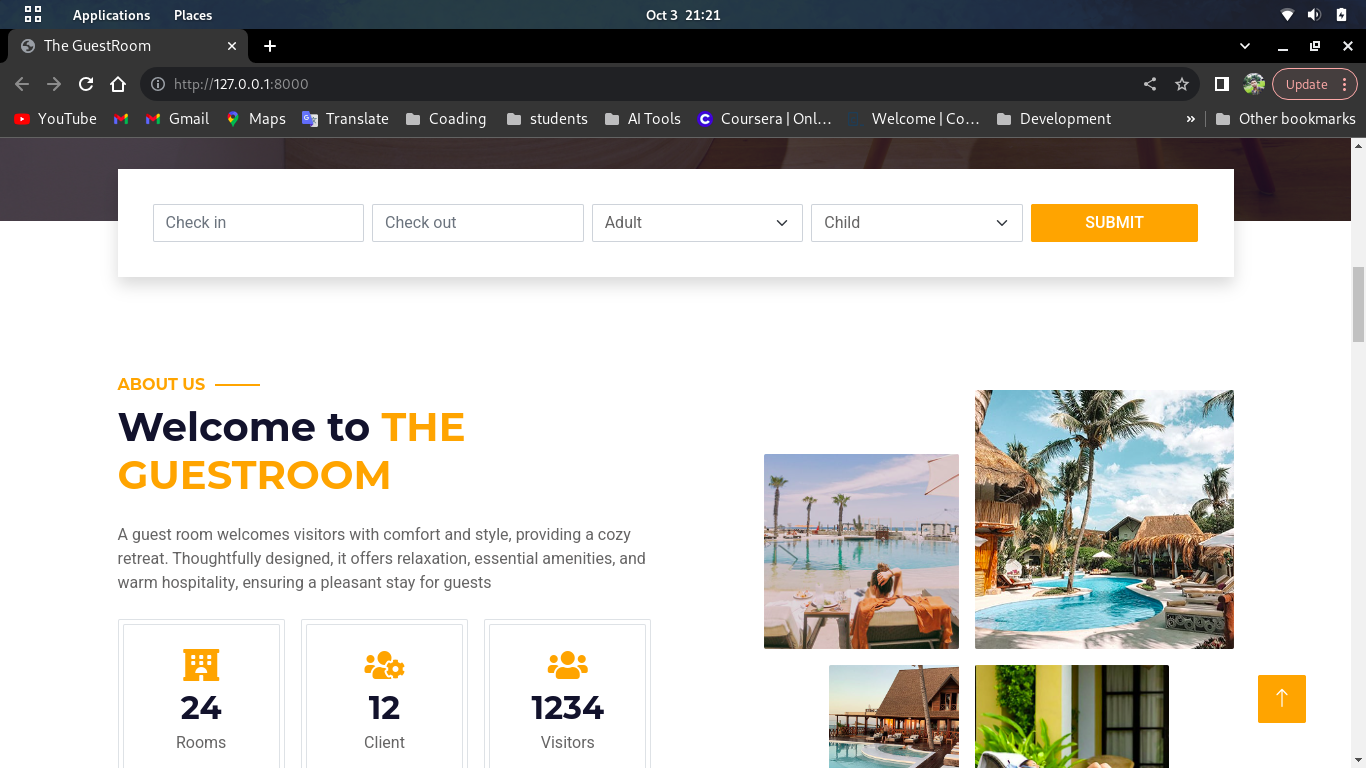 Applications Places Oct 3 21:21
The GuestRoom
http://127.0.0.1:8000 Update
YouTube Gmail Maps Translate Coading students AI Tools Coursera | Onl... Welcome | Co... Development » Other bookmarks
Check in Check out Adult Child SUBMIT
ABOUT US
Welcome to THE
GUESTROOM
A guest room welcomes visitors with comfort and style, providing a cozy
retreat. Thoughtfully designed, it offers relaxation, essential amenities, and
warm hospitality, ensuring a pleasant stay for guests
24 12 1234
Rooms Client Visitors